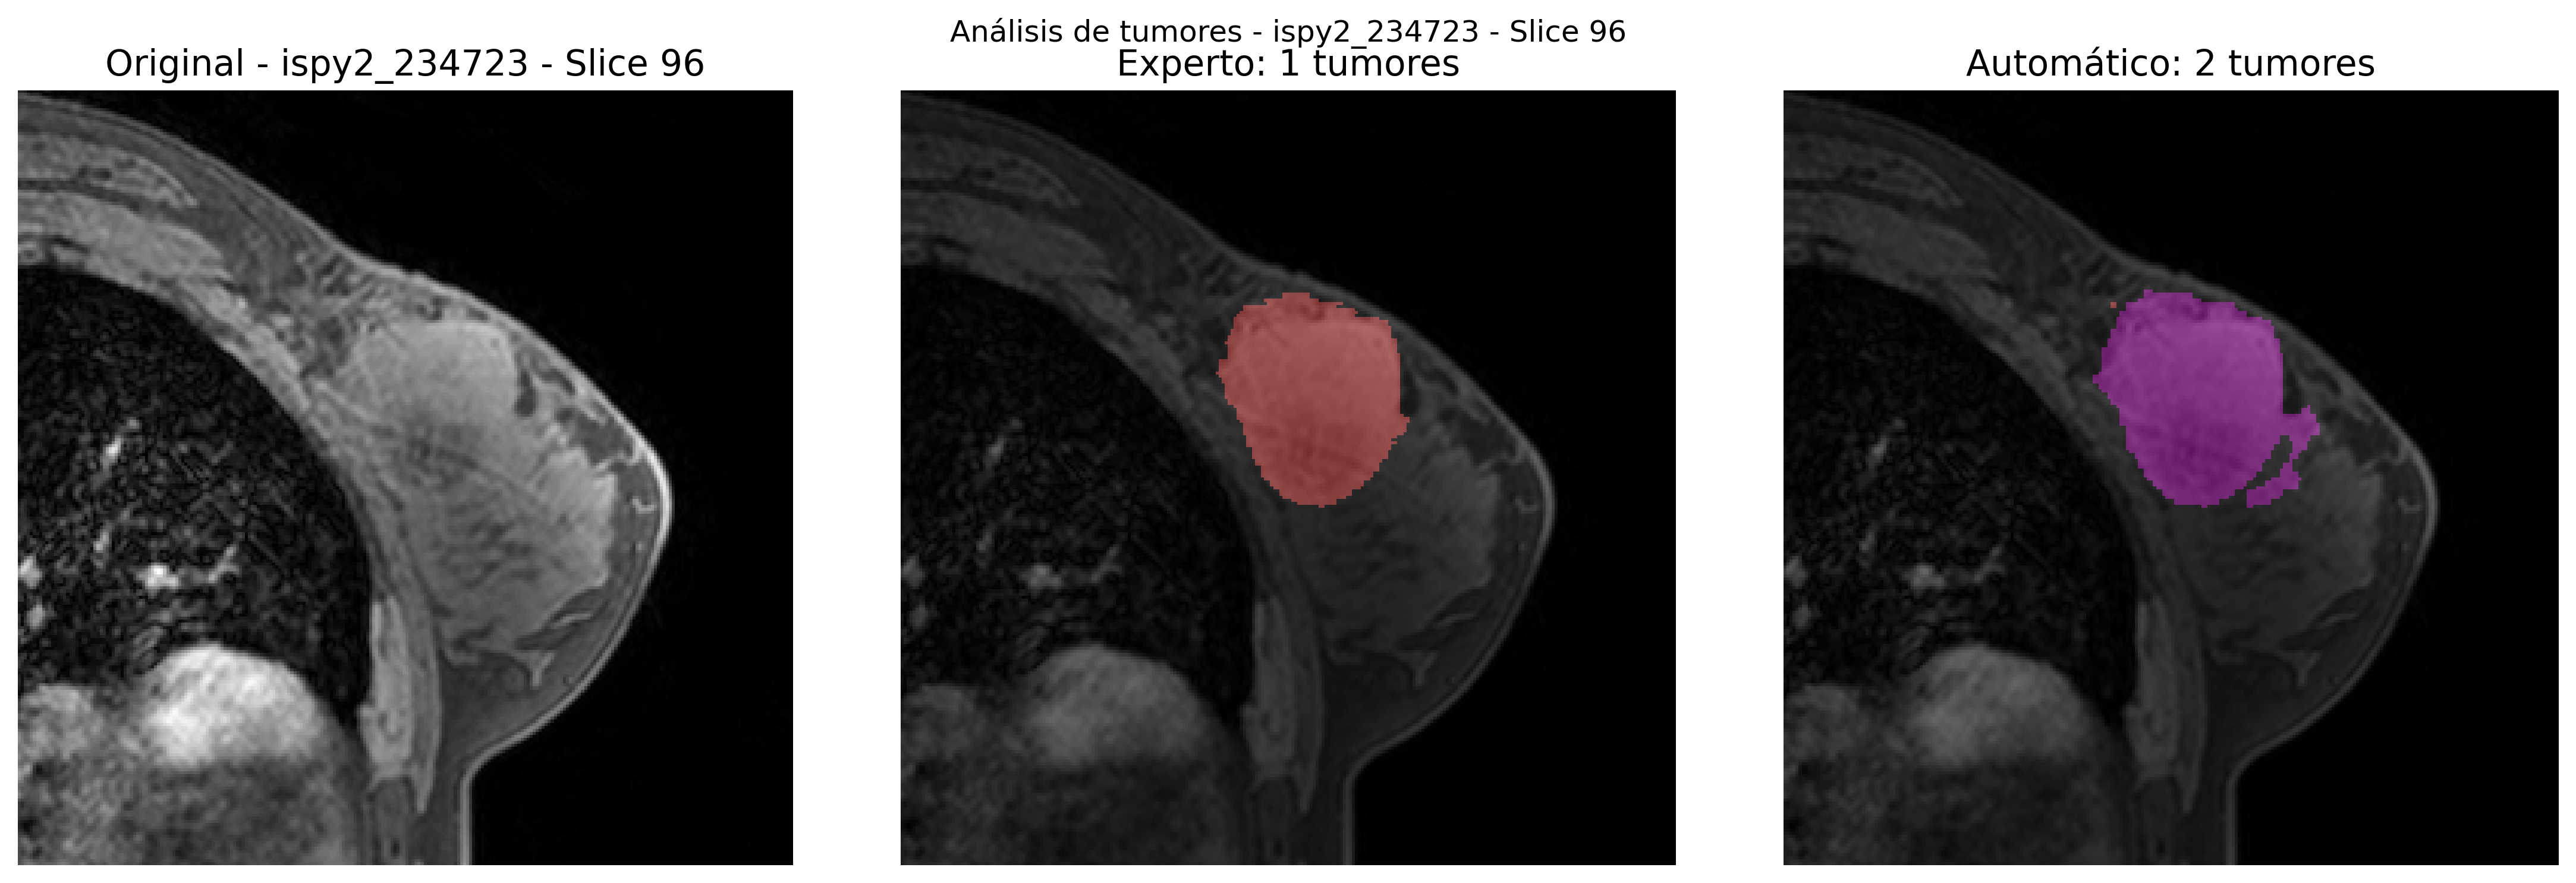 Análisis de tumores - ispy2_234723 - Slice 96
Original - ispy2_234723 - Slice 96
Experto: 1 tumores
Automático: 2 tumores